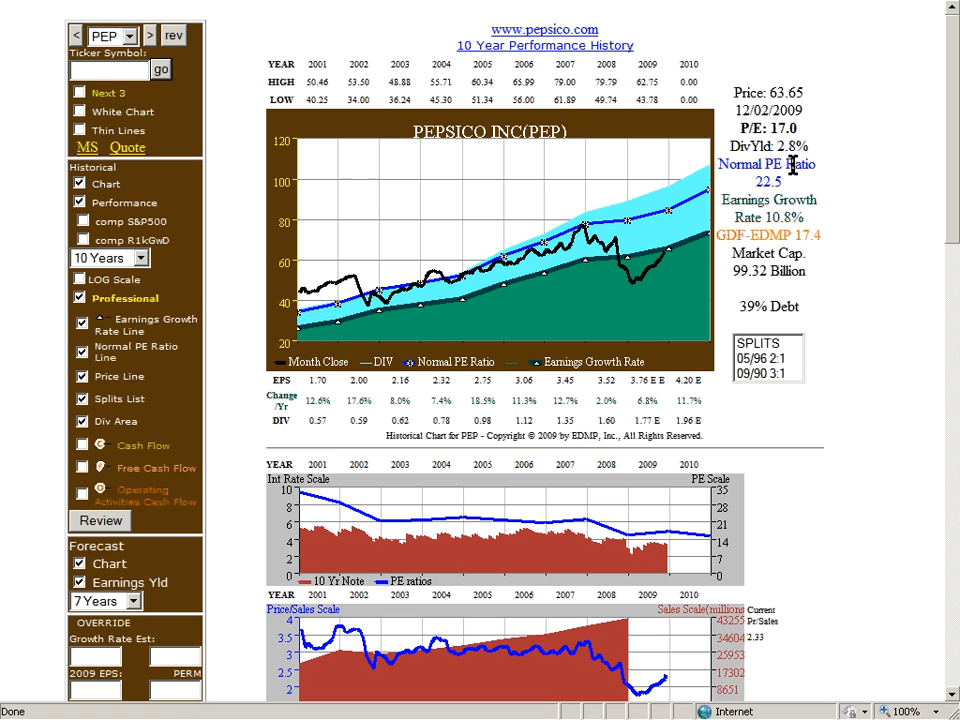 < PEP > rev
Ticker Symbol:
go
Next 3
White Chart
Thin Lines
MS Quote
Historical
Chart
Performance
comp S&P500
comp R1kGwD
10 Years
LOG Scale
Professional
Earnings Growth
Rate Line
Normal PE Ratio
Line
Price Line
Splits List
Div Area
Cash Flow
Free Cash Flow
Operating
Activities Cash Flow
Review
Forecast
Chart
Earnings Yld
7 Years
OVERRIDE
Growth Rate Est:
2009 EPS: PERM
www.pepsico.com
10 Year Performance History
YEAR 2001 2002 2003 2004 2005 2006 2007 2008 2009 2010
HIGH 50.46 53.50 48.88 55.71 60.34 65.99 79.00 79.79 62.75 0.00
LOW 40.25 34.00 36.24 45.30 51.34 56.00 61.89 49.74 43.78 0.00
PEPSICO INC(PEP)
120
100
80
60
40
20
Month Close DIV Normal PE Ratio Earnings Growth Rate
EPS 1.70 2.00 2.16 2.32 2.75 3.06 3.45 3.52 3.76 E E 4.20 E
Change
/Yr 12.6% 17.6% 8.0% 7.4% 18.5% 11.3% 12.7% 2.0% 6.8% 11.7%
DIV 0.57 0.59 0.62 0.78 0.98 1.12 1.35 1.60 1.77 E 1.96 E
Historical Chart for PEP - Copyright © 2009 by EDMP, Inc., All Rights Reserved.
Price: 63.65
12/02/2009
P/E: 17.0
DivYld: 2.8%
Normal PE Ratio
22.5
Earnings Growth
Rate 10.8%
GDF-EDMP 17.4
Market Cap.
99.32 Billion
39% Debt
SPLITS
05/96 2:1
09/90 3:1
YEAR 2001 2002 2003 2004 2005 2006 2007 2008 2009 2010
Int Rate Scale PE Scale
10 35
8 28
6 21
4 14
2 7
0 0
10 Yr Note PE ratios
YEAR 2001 2002 2003 2004 2005 2006 2007 2008 2009 2010
Price/Sales Scale Sales Scale(millions
4 43255
3.5 34604
3 25953
2.5 17302
2 8651
Current
Pr/Sales
2.33
Done Internet 100%